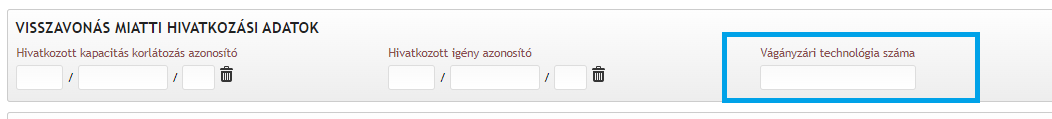 VISSZAVONÁS MIATTI HIVATKOZÁSI ADATOK
Hivatkozott kapacitás korlátozás azonosító Hivatkozott igény azonosító Vágányzári technológia száma
/ / / /